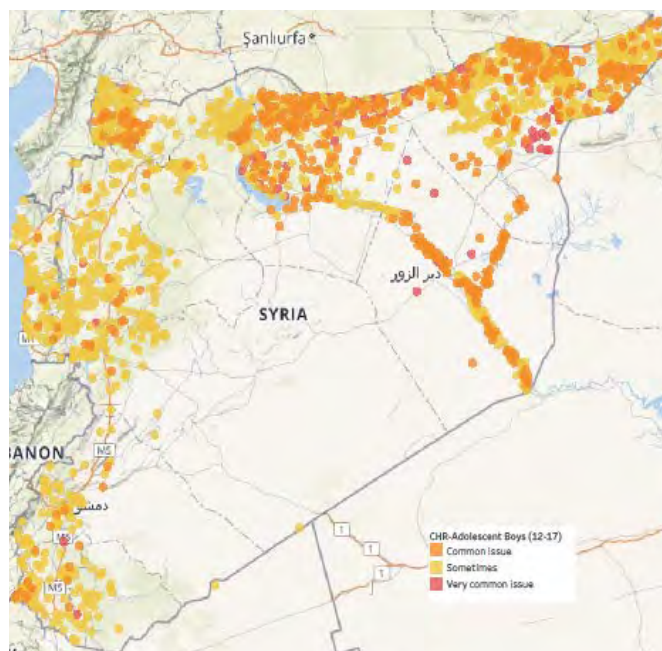 Şanlıurfa
دير الزور
SYRIA
M5
BANON
M5
دمشق
M5
M5
1
1
1
CHR-Adolescent Boys (12-17)
Common issue
Sometimes
Very common issue